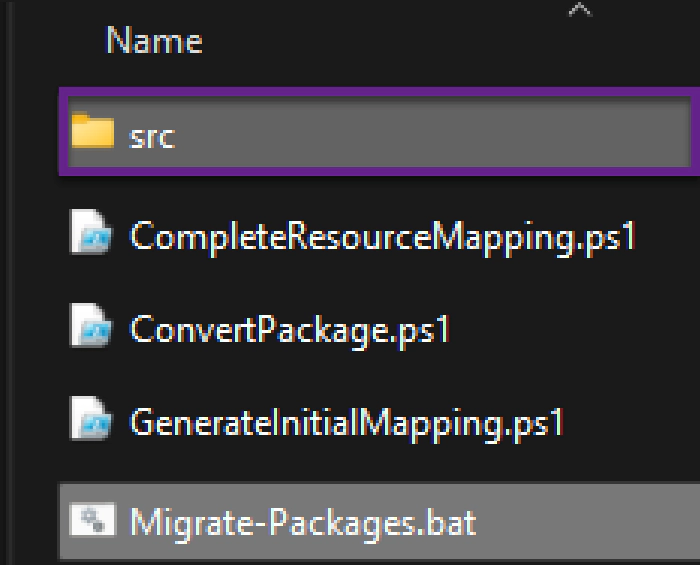 Name
src
CompleteResourceMapping.ps1
ConvertPackage.ps1
GenerateInitialMapping.ps1
Migrate-Packages.bat